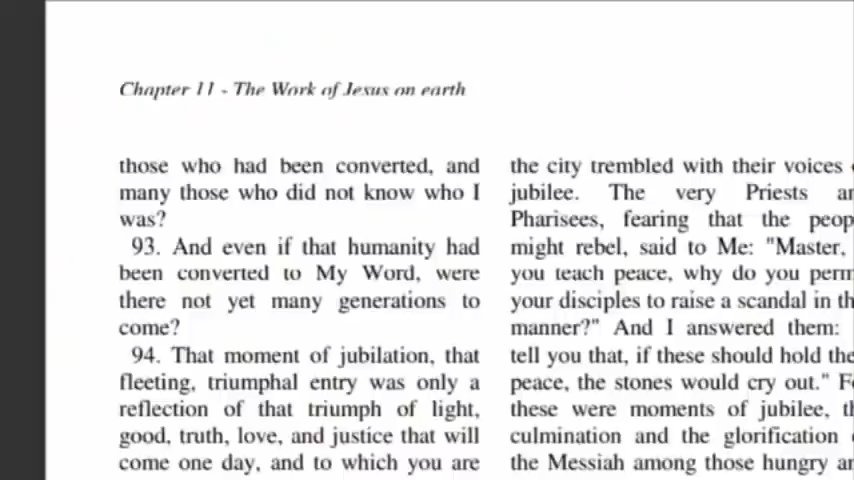 Chapter 11 - The Work of Jesus on earth
those who had been converted, and
many those who did not know who I
was?
93. And even if that humanity had
been converted to My Word, were
there not yet many generations to
come?
94. That moment of jubilation, that
fleeting, triumphal entry was only a
reflection of that triumph of light,
good, truth, love, and justice that will
come one day, and to which you are
the city trembled with their voices
jubilee. The very Priests
Pharisees, fearing that the
might rebel, said to Me: "Master,
you teach peace, why do you
your disciples to raise a scandal in
manner?" And I answered them:
tell you that, if these should hold
peace, the stones would cry out."
these were moments of jubilee,
culmination and the glorification
the Messiah among those hungry